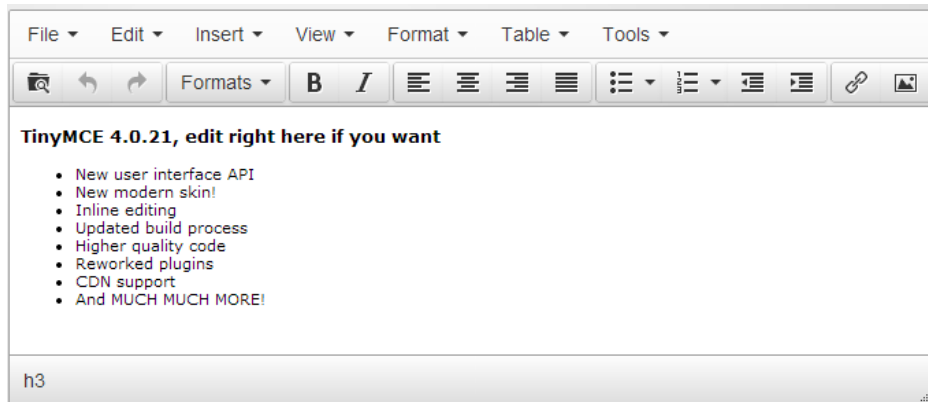 File Edit Insert View Format Table Tools
Formats B I
TinyMCE 4.0.21, edit right here if you want
• New user interface API
• New modern skin!
• Inline editing
• Updated build process
• Higher quality code
• Reworked plugins
• CDN support
• And MUCH MUCH MORE!
h3